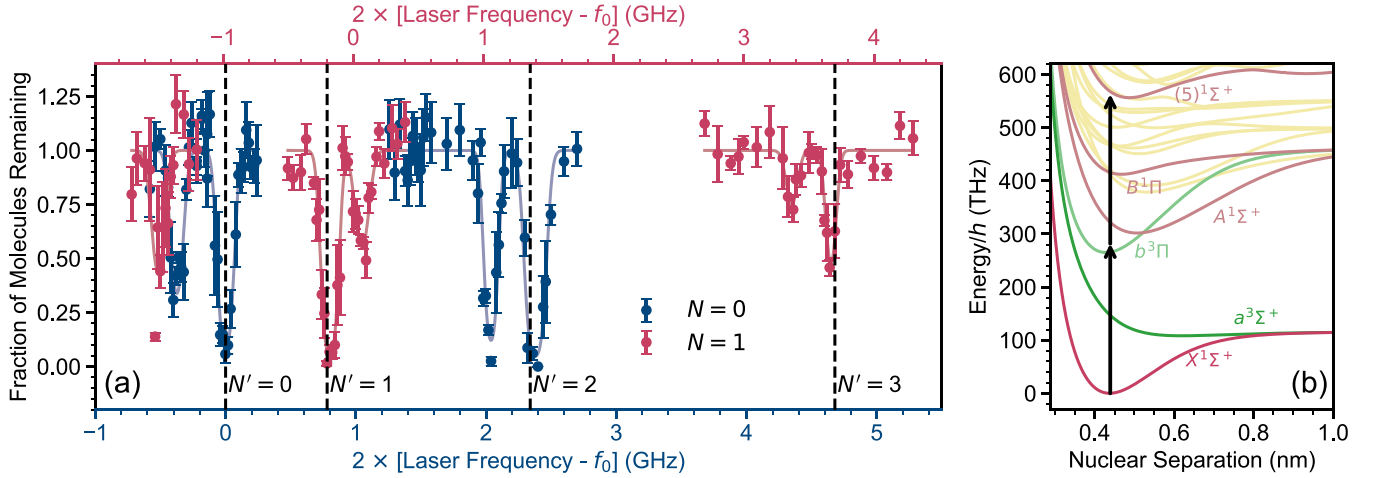 2 × [Laser Frequency - f₀] (GHz)
−1 0 1 2 3 4
Fraction of Molecules Remaining
1.25
1.00
0.75
0.50
0.25
0.00
N = 0
N = 1
(a)
N′ = 0
N′ = 1
N′ = 2
N′ = 3
−1 0 1 2 3 4 5
2 × [Laser Frequency - f₀] (GHz)
Energy/h (THz)
600
500
400
300
200
100
0
(5)¹Σ⁺
B¹Π
A¹Σ⁺
b³Π
a³Σ⁺
X¹Σ⁺
(b)
0.4 0.6 0.8 1.0
Nuclear Separation (nm)